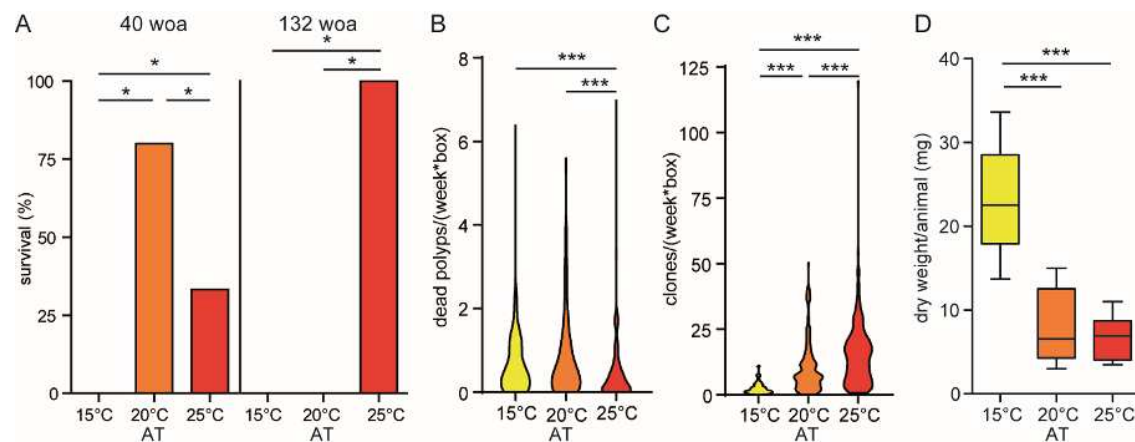 A
40 woa
132 woa
*
*
*
*
*
survival (%)
100
75
50
25
0
15°C
20°C
25°C
15°C
20°C
25°C
AT
AT
B
***
***
dead polyps/(week*box)
8
6
4
2
0
15°C
20°C
25°C
AT
C
***
***
***
clones/(week*box)
125
100
75
50
25
0
15°C
20°C
25°C
AT
D
***
***
dry weight/animal (mg)
40
30
20
10
0
15°C
20°C
25°C
AT